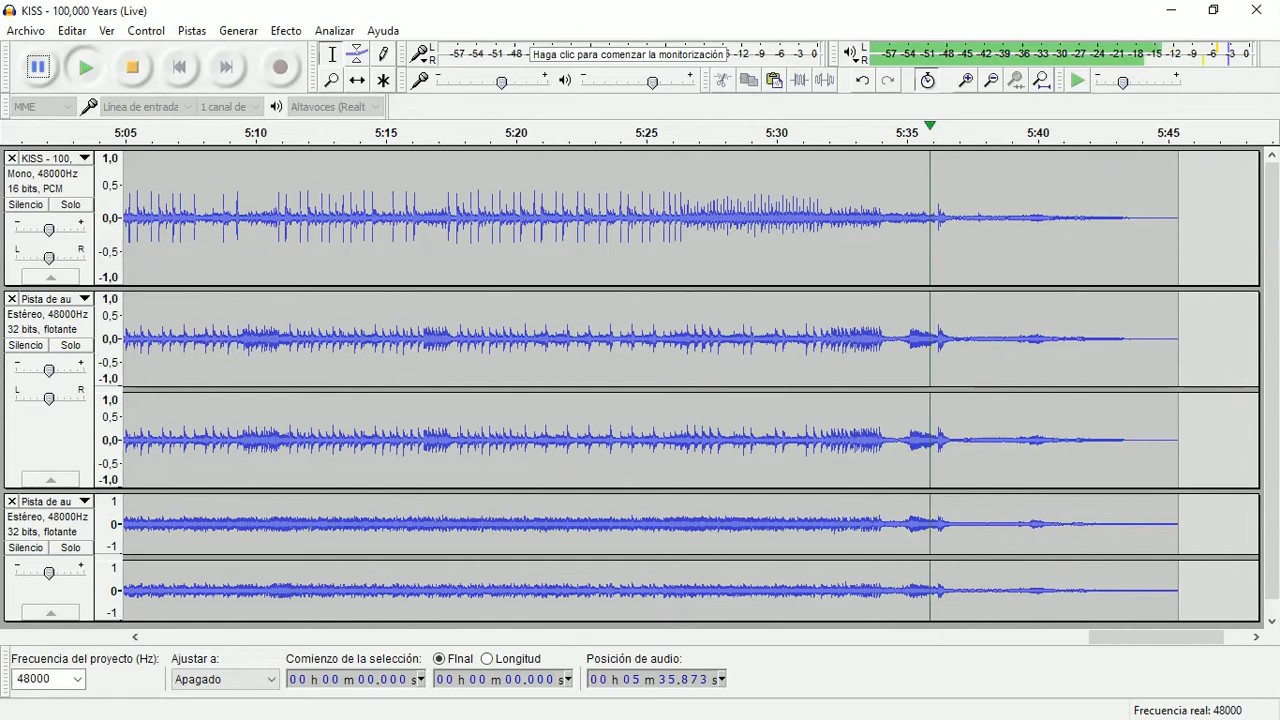 KISS - 100,000 Years (Live)
Archivo Editar Ver Control Pistas Generar Efecto Analizar Ayuda
L R -57 -54 -51 -48 Haga clic para comenzar la monitorización -12 -9 -6 -3 0 L R -57 -54 -51 -48 -45 -42 -39 -36 -33 -30 -27 -24 -21 -18 -15 -12 -9 -6 -3 0
- + - + - +
MME Línea de entrada 1 canal de Altavoces (Realt
5:05 5:10 5:15 5:20 5:25 5:30 5:35 5:40 5:45
KISS - 100, 1,0
Mono, 48000Hz
16 bits, PCM 0,5-
Silencio Solo
- + 0,0-
L R -0,5-
-1,0
Pista de au 1,0
Estéreo, 48000Hz 0,5-
32 bits, flotante
Silencio Solo 0,0-
- + -0,5-
-1,0
L R 1,0
0,5-
0,0-
-0,5-
-1,0
Pista de au 1
Estéreo, 48000Hz 0-
32 bits, flotante
Silencio Solo -1
- + 1
0-
-1
Frecuencia del proyecto (Hz): Ajustar a: Comienzo de la selección: FInal Longitud Posición de audio:
48000 Apagado 00 h 00 m 00.000 s 00 h 00 m 00.000 s 00 h 05 m 35.873 s
Frecuencia real: 48000